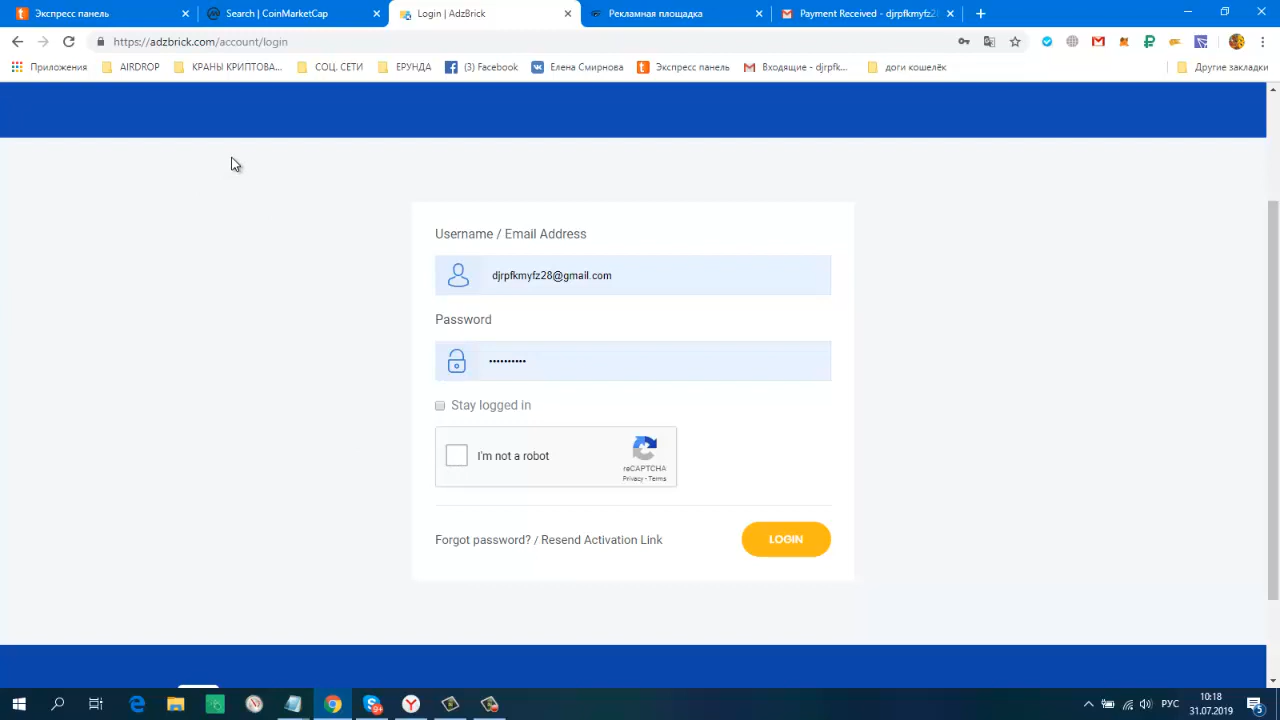 Экспресс панель
Search | CoinMarketCap
Login | AdzBrick
Рекламная площадка
Payment Received - djrpfkmyfz28
https://adzbrick.com/account/login
Приложения
AIRDROP
КРАНЫ КРИПТОВА...
СОЦ. СЕТИ
ЕРУНДА
(3) Facebook
Елена Смирнова
Экспресс панель
Входящие - djrpfk...
доги кошелёк
Другие закладки
Username / Email Address
djrpfkmyfz28@gmail.com
Password
••••••••••
Stay logged in
I'm not a robot
reCAPTCHA
Privacy - Terms
Forgot password? / Resend Activation Link
LOGIN
9+
РУС
10:18
31.07.2019
5